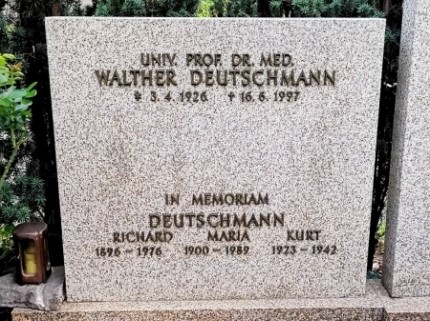 UNIV. PROF. DR. MED.
WALTHER DEUTSCHMANN
* 3. 4. 1926 † 16. 6. 1997
IN MEMORIAM
DEUTSCHMANN
RICHARD MARIA KURT
1896 – 1976 1900 – 1989 1923 – 1942